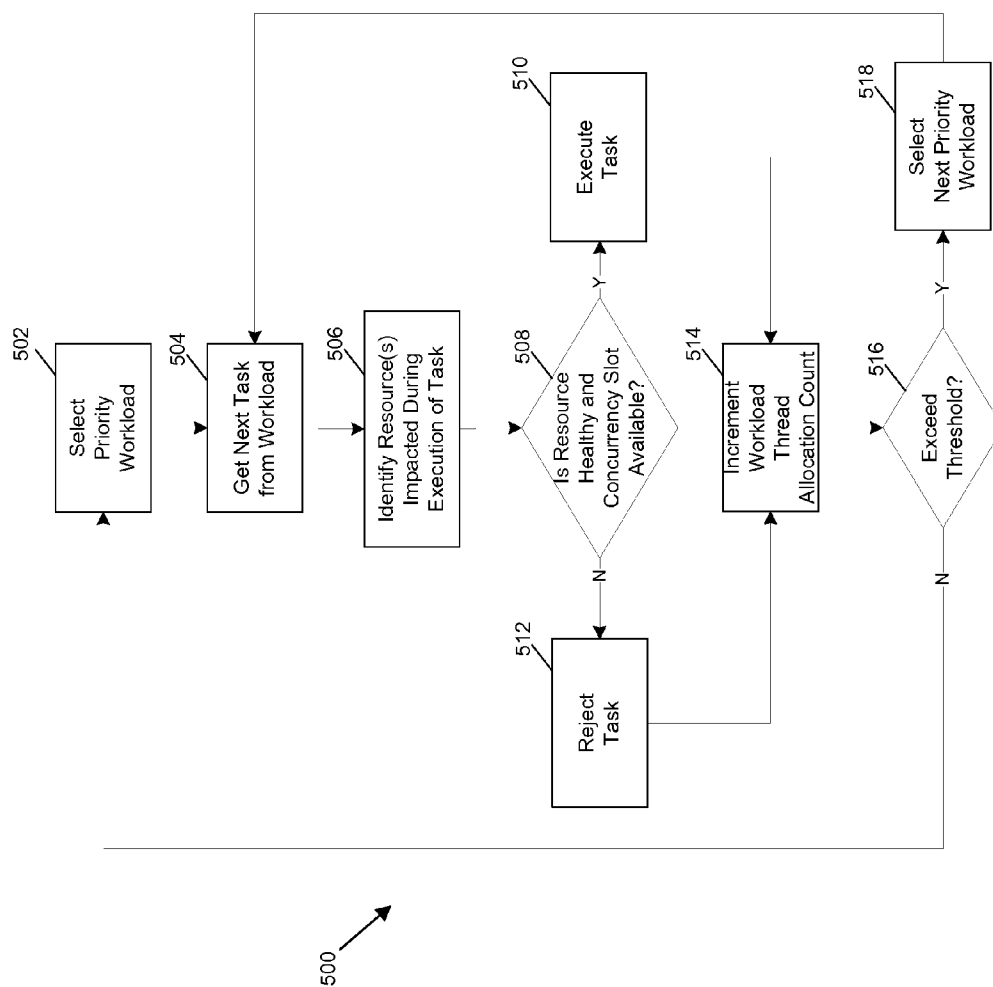 500
502
Select
Priority
Workload
504
Get Next Task
from Workload
506
Identify Resource(s)
Impacted During
Execution of Task
508
Is Resource
Healthy and
Concurrency Slot
Available?
Y
510
Execute
Task
N
512
Reject
Task
514
Increment
Workload
Thread
Allocation Count
516
Exceed
Threshold?
N
Y
518
Select
Next Priority
Workload